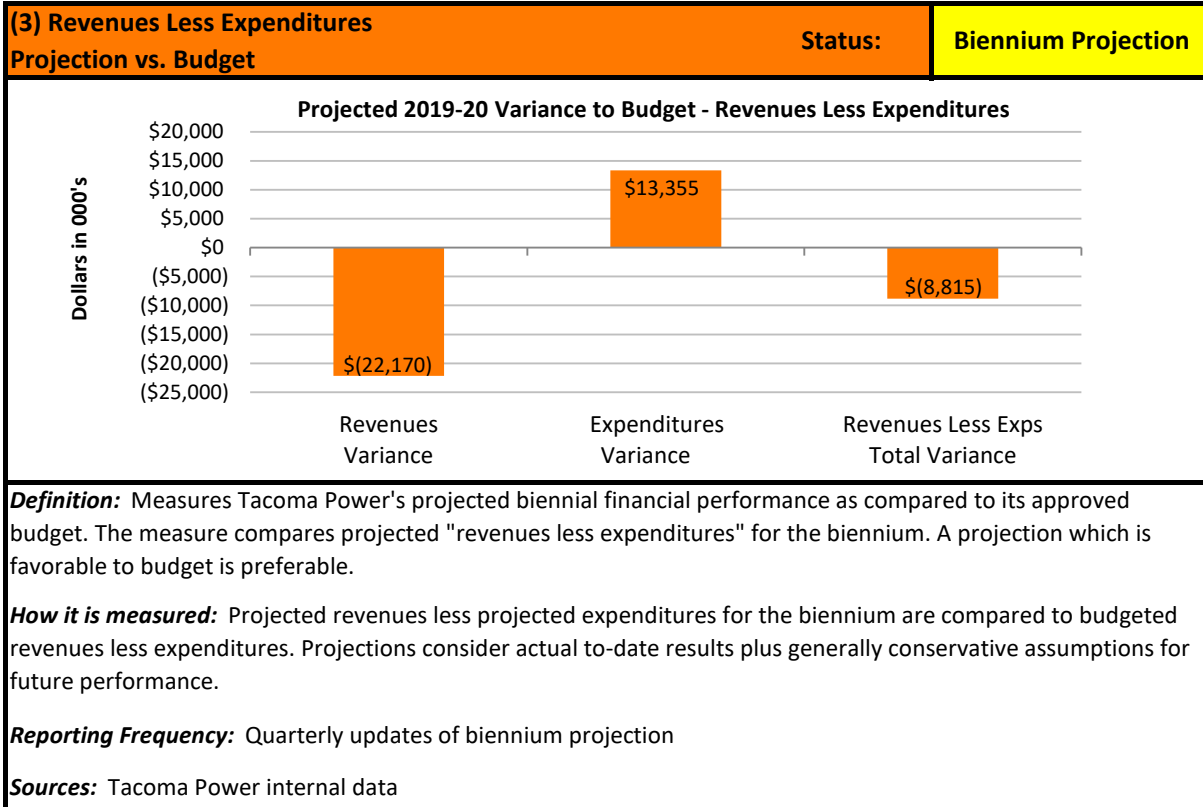 (3) Revenues Less Expenditures
Projection vs. Budget
Status:
Biennium Projection
Projected 2019-20 Variance to Budget - Revenues Less Expenditures
Dollars in 000's
$20,000
$15,000
$10,000
$5,000
$0
($5,000)
($10,000)
($15,000)
($20,000)
($25,000)
$(22,170)
$13,355
$(8,815)
Revenues
Variance
Expenditures
Variance
Revenues Less Exps
Total Variance
Definition: Measures Tacoma Power's projected biennial financial performance as compared to its approved
budget. The measure compares projected "revenues less expenditures" for the biennium. A projection which is
favorable to budget is preferable.
How it is measured: Projected revenues less projected expenditures for the biennium are compared to budgeted
revenues less expenditures. Projections consider actual to-date results plus generally conservative assumptions for
future performance.
Reporting Frequency: Quarterly updates of biennium projection
Sources: Tacoma Power internal data